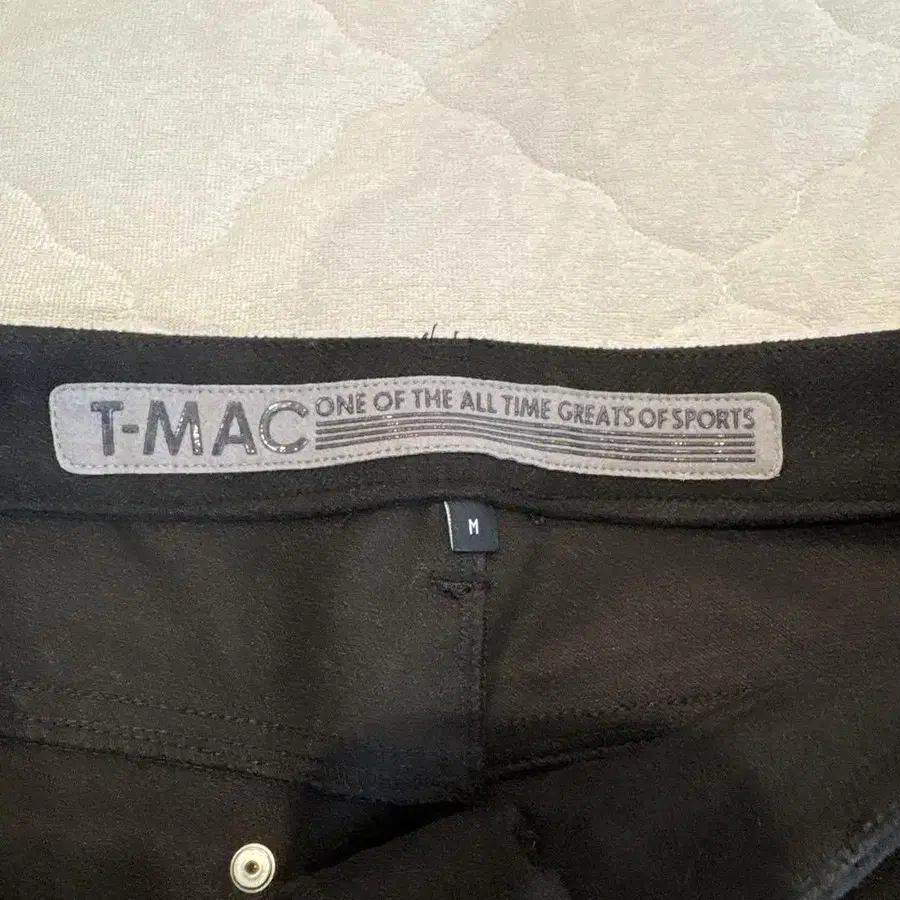 T-MAC ONE OF THE ALL TIME GREATS OF SPORTS
M